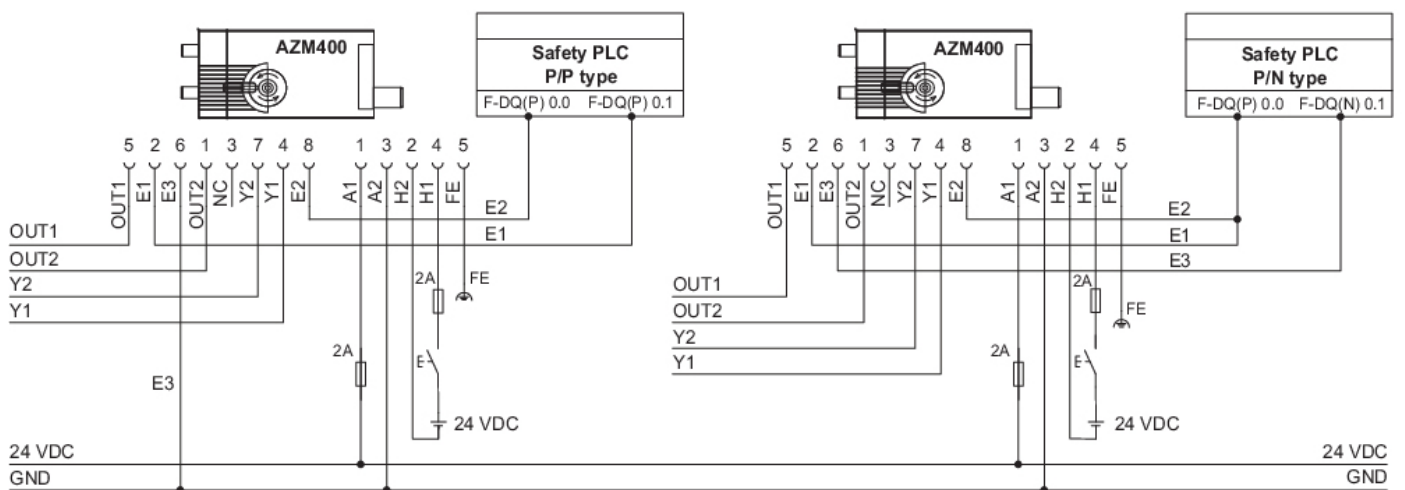 AZM400
Safety PLC
P/P type
F-DQ(P) 0.0 F-DQ(P) 0.1
5 2 6 1 3 7 4 8 1 3 2 4 5
OUT1 E1 E3 OUT2 NC Y2 Y1 E2 A1 A2 H2 H1 FE
E2
E1
OUT1
OUT2
Y2
Y1
2A
FE
2A
E3
24 VDC
AZM400
Safety PLC
P/N type
F-DQ(P) 0.0 F-DQ(N) 0.1
5 2 6 1 3 7 4 8 1 3 2 4 5
OUT1 E1 E3 OUT2 NC Y2 Y1 E2 A1 A2 H2 H1 FE
E2
E1
E3
OUT1
OUT2
Y2
Y1
2A
FE
2A
24 VDC
24 VDC 24 VDC
GND GND